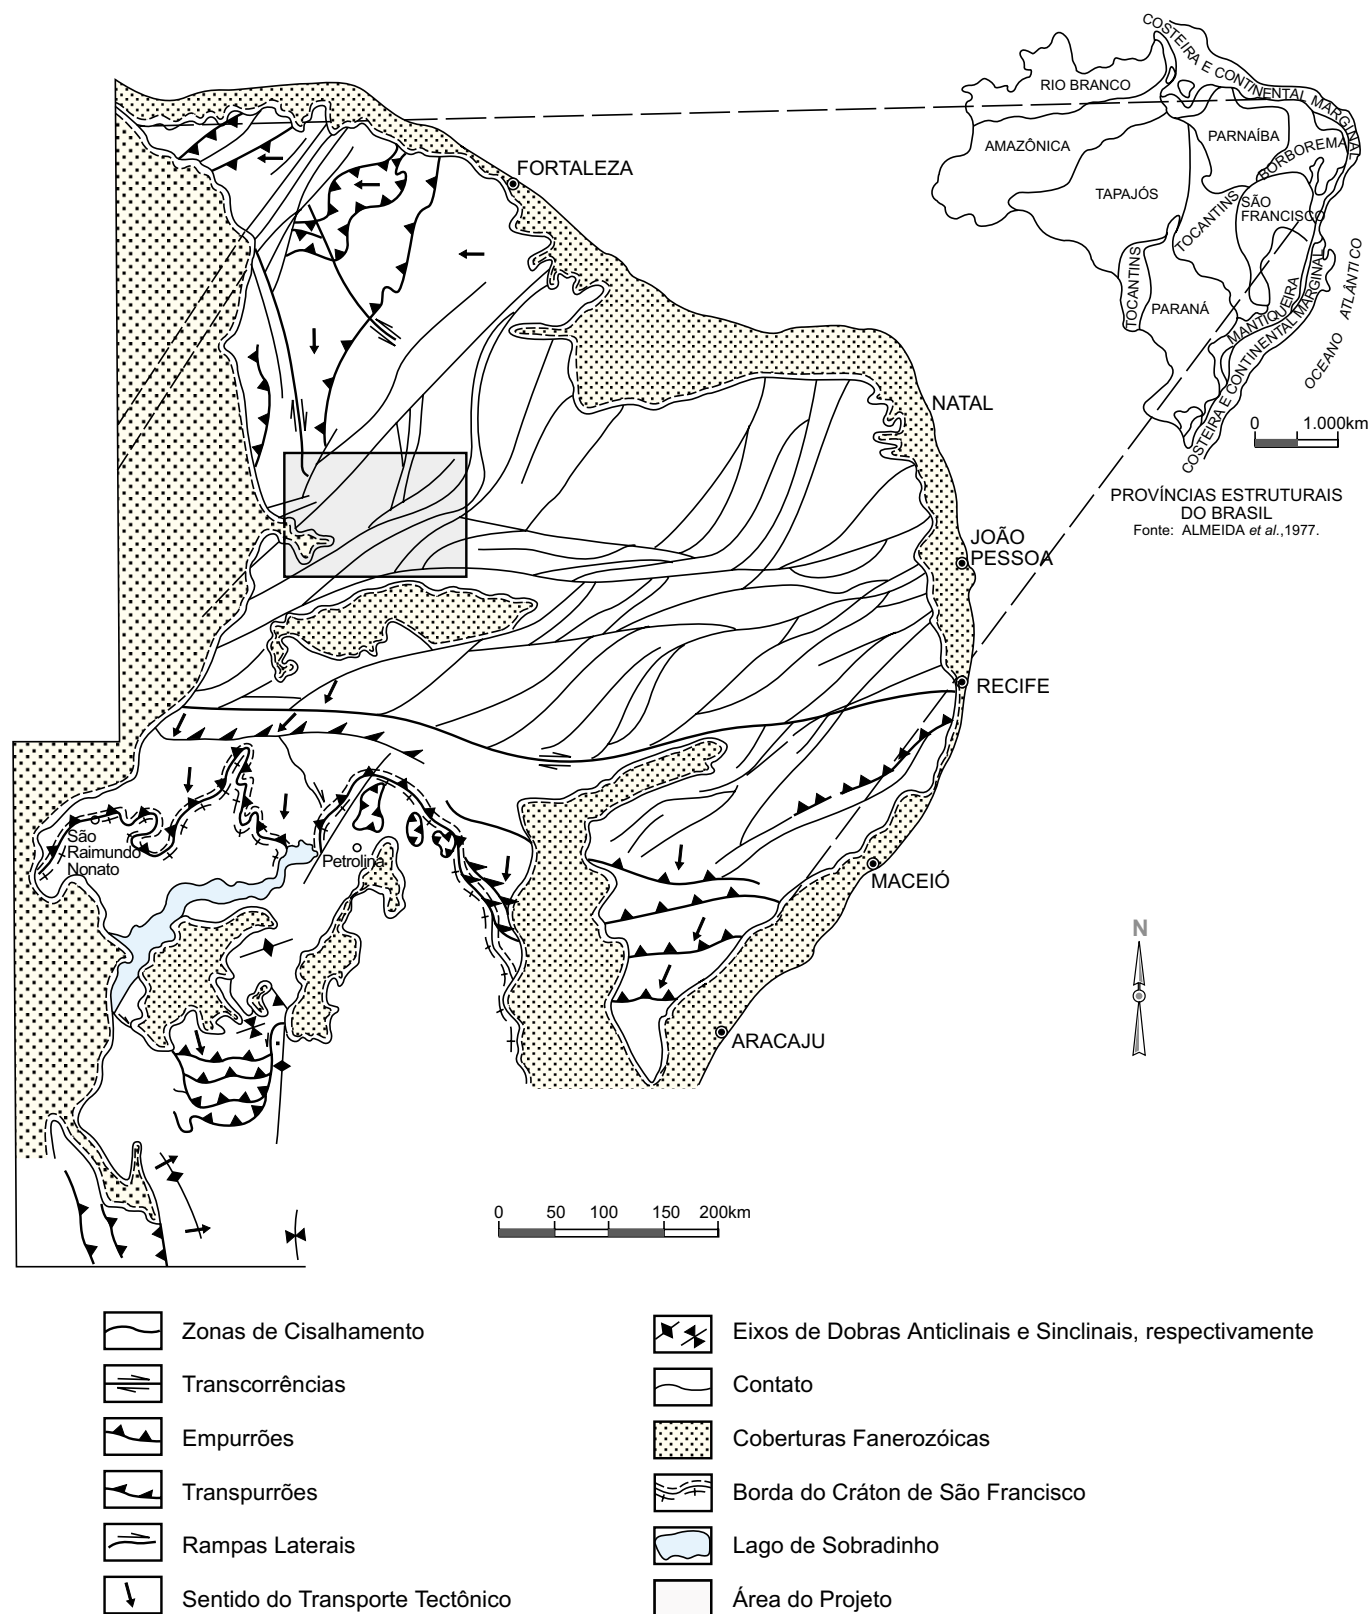 COSTEIRA E CONTINENTAL MARGINAL
RIO BRANCO
AMAZÔNICA
PARNAÍBA
BORBOREMA
TAPAJÓS
TOCANTINS
SÃO
FRANCISCO
TOCANTINS
PARANÁ
MANTIQUEIRA
COSTEIRA E CONTINENTAL MARGINAL
OCEANO ATLÂNTICO
0 1.000km
PROVÍNCIAS ESTRUTURAIS
DO BRASIL
Fonte: ALMEIDA et al.,1977.
FORTALEZA
NATAL
JOÃO
PESSOA
RECIFE
São
Raimundo
Nonato
Petrolina
MACEIÓ
ARACAJU
N
0 50 100 150 200km
Zonas de Cisalhamento
Transcorrências
Empurrões
Transpurrões
Rampas Laterais
Sentido do Transporte Tectônico
Eixos de Dobras Anticlinais e Sinclinais, respectivamente
Contato
Coberturas Fanerozóicas
Borda do Cráton de São Francisco
Lago de Sobradinho
Área do Projeto